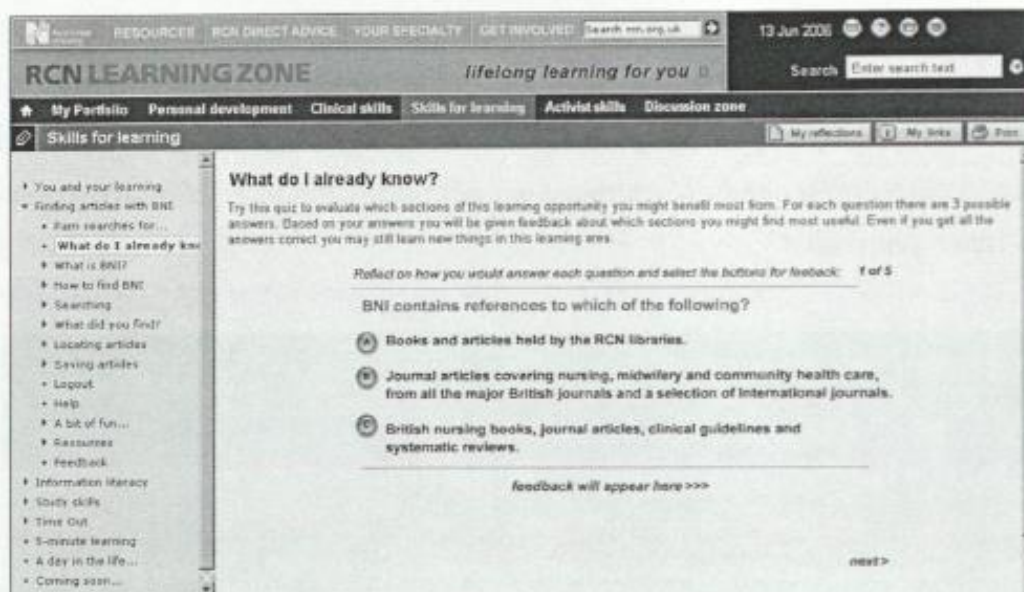 RESOURCES RCN DIRECT ADVICE YOUR SPECIALTY GET INVOLVED Search rcn.org.uk
13 Jun 2006
RCN LEARNING ZONE lifelong learning for you
Search Enter search text
My Portfolio Personal development Clinical skills Skills for learning Activist skills Discussion zone
Skills for learning My reflections My links Print
You and your learning
Finding articles with BNI
Pam searches for...
What do I already kno
What is BNI?
How to find BNI
Searching
What did you find?
Locating articles
Saving articles
Logout
Help
A bit of fun...
Resources
Feedback
Information literacy
Study skills
Time Out
5-minute learning
A day in the life...
Coming soon...
What do I already know?
Try this quiz to evaluate which sections of this learning opportunity you might benefit most from. For each question there are 3 possible
answers. Based on your answers you will be given feedback about which sections you might find most useful. Even if you get all the
answers correct you may still learn new things in this learning area.
Reflect on how you would answer each question and select the buttons for feeback: 1 of 5
BNI contains references to which of the following?
A Books and articles held by the RCN libraries.
B Journal articles covering nursing, midwifery and community health care,
from all the major British journals and a selection of international journals.
C British nursing books, journal articles, clinical guidelines and
systematic reviews.
feedback will appear here >>>
next >